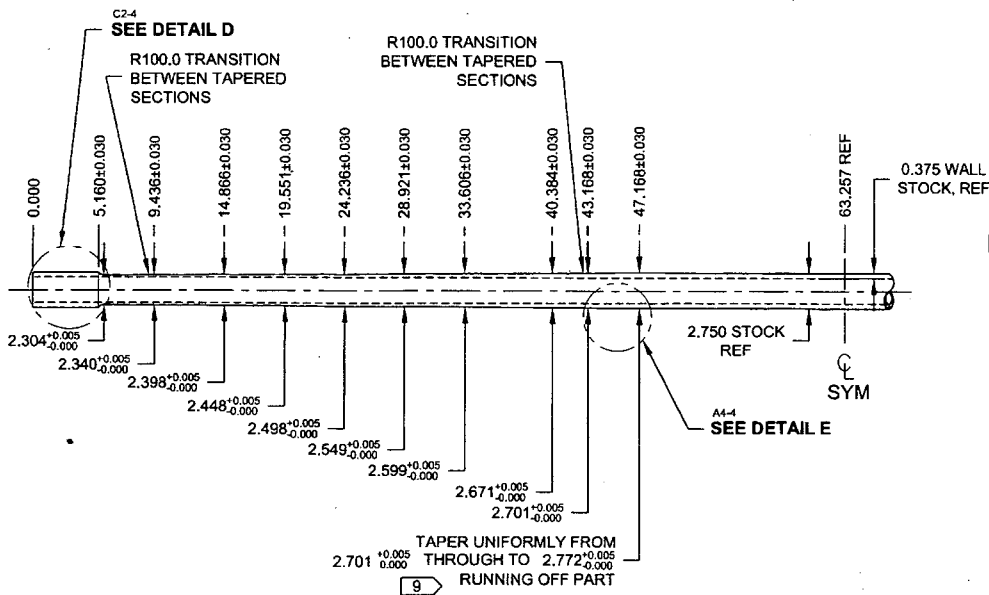 C2-4
SEE DETAIL D
R100.0 TRANSITION
BETWEEN TAPERED
SECTIONS
R100.0 TRANSITION
BETWEEN TAPERED
SECTIONS
0.000
5.160±0.030
9.436±0.030
14.866±0.030
19.551±0.030
24.236±0.030
28.921±0.030
33.606±0.030
40.384±0.030
43.168±0.030
47.168±0.030
63.257 REF
0.375 WALL
STOCK, REF
2.304 +0.005 -0.000
2.340 +0.005 -0.000
2.398 +0.005 -0.000
2.448 +0.005 -0.000
2.498 +0.005 -0.000
2.549 +0.005 -0.000
2.599 +0.005 -0.000
2.671 +0.005 -0.000
2.701 +0.005 -0.000
2.750 STOCK
REF
CL
SYM
A4-4
SEE DETAIL E
TAPER UNIFORMLY FROM
2.701 +0.005 0.000 THROUGH TO 2.772 +0.005 -0.000
RUNNING OFF PART
9